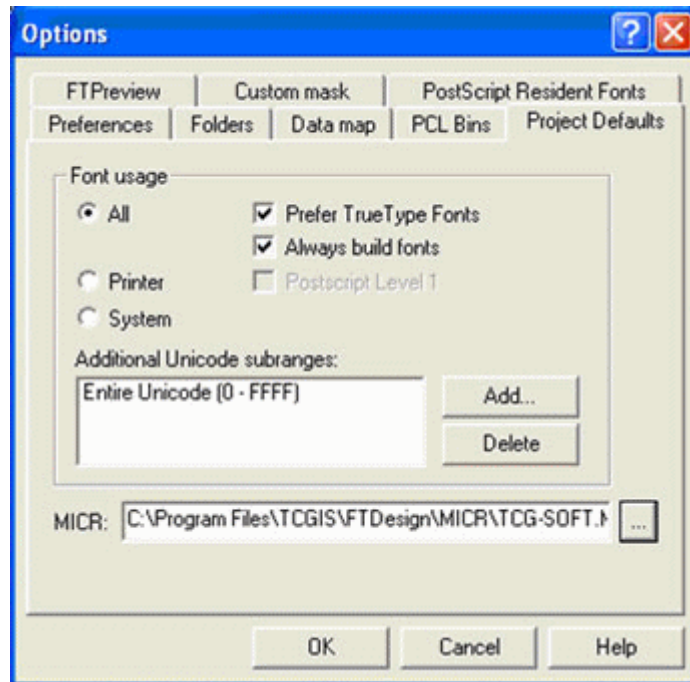 Options
FTPreview Custom mask PostScript Resident Fonts
Preferences Folders Data map PCL Bins Project Defaults
Font usage
All Prefer TrueType Fonts
Always build fonts
Printer Postscript Level 1
System
Additional Unicode subranges:
Entire Unicode (0 - FFFF) Add...
Delete
MICR: C:\Program Files\TCGIS\FTDesign\MICR\TCG-SOFT. ...
OK Cancel Help